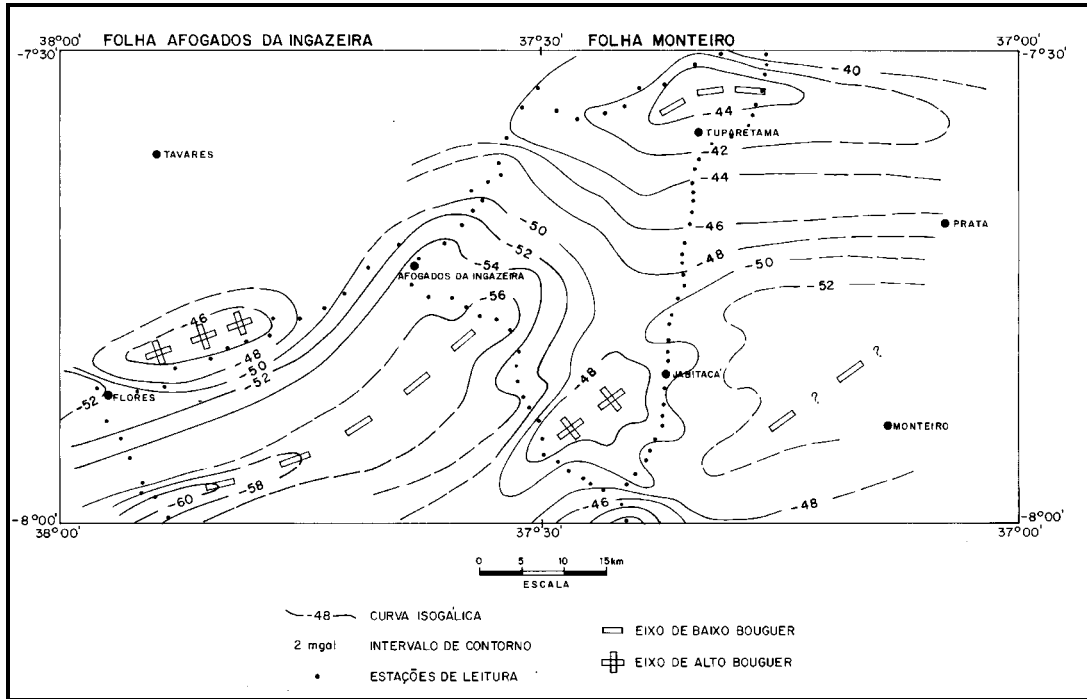 38°00' FOLHA AFOGADOS DA INGAZEIRA 37°30' FOLHA MONTEIRO 37°00'
-7°30' -7°30'
-40
-44
TUPARETAMA
-42
TAVARES
-44
-46
PRATA
-50
-48
-52
-50
-54
AFOGADOS DA INGAZEIRA
-52
-56
-46
-48
-50
-52
-48
JABITACÁ
?
-52
FLORES
?
MONTEIRO
-58
-60
-46
-48
-8°00' -8°00'
38°00' 37°30' 37°00'
0 5 10 15km
ESCALA
-48 CURVA ISOGÁLICA
2 mgal INTERVALO DE CONTORNO
ESTAÇÕES DE LEITURA
EIXO DE BAIXO BOUGUER
EIXO DE ALTO BOUGUER